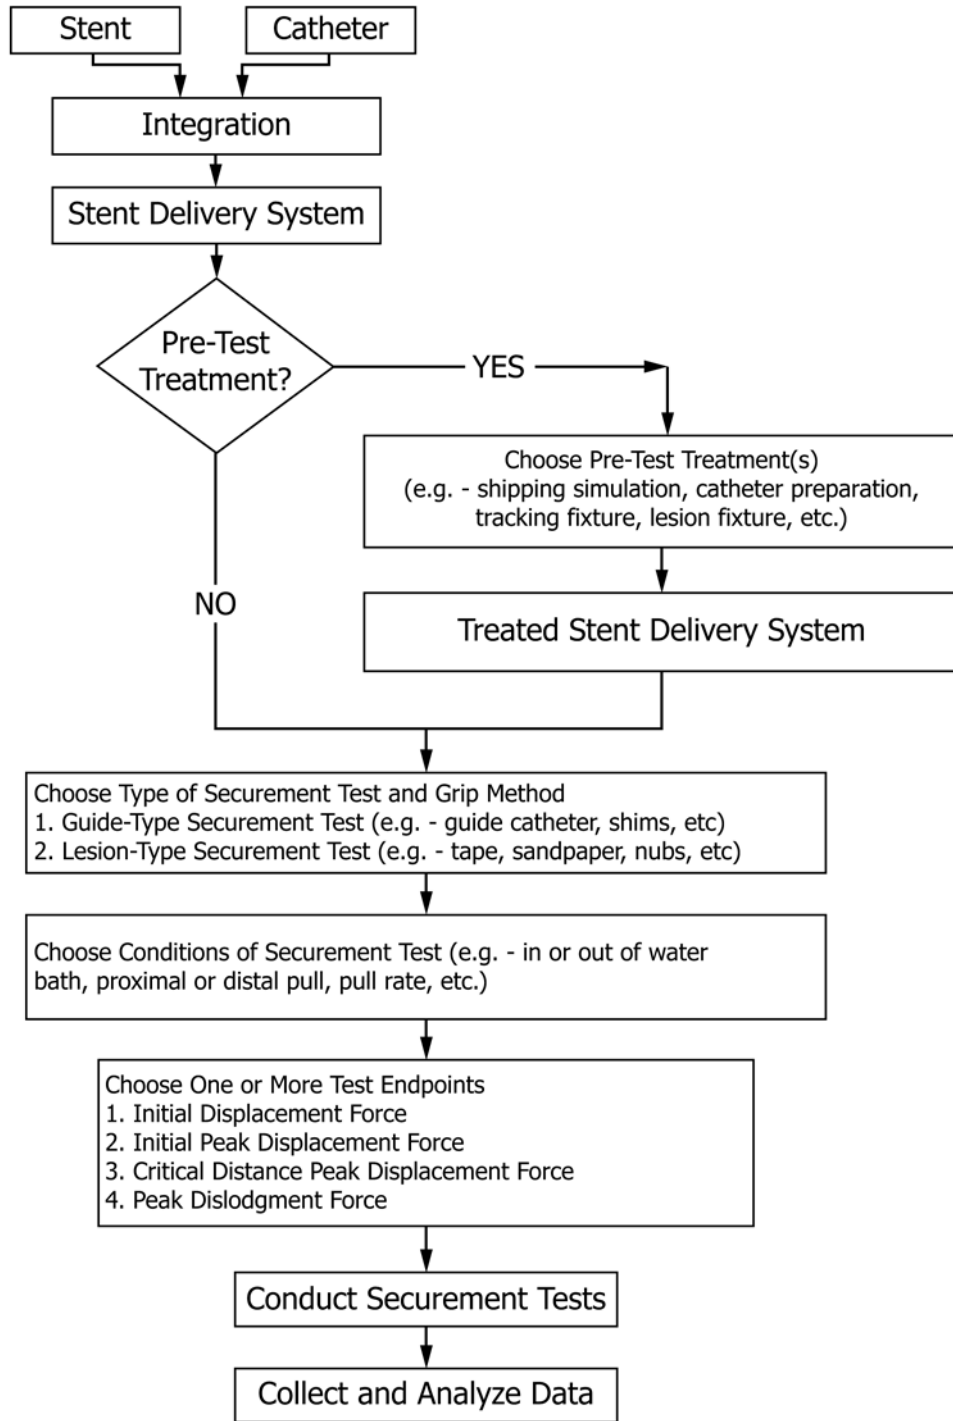 Stent
Catheter
Integration
Stent Delivery System
Pre-Test
Treatment?
YES
Choose Pre-Test Treatment(s)
(e.g. - shipping simulation, catheter preparation,
tracking fixture, lesion fixture, etc.)
NO
Treated Stent Delivery System
Choose Type of Securement Test and Grip Method
1. Guide-Type Securement Test (e.g. - guide catheter, shims, etc)
2. Lesion-Type Securement Test (e.g. - tape, sandpaper, nubs, etc)
Choose Conditions of Securement Test (e.g. - in or out of water
bath, proximal or distal pull, pull rate, etc.)
Choose One or More Test Endpoints
1. Initial Displacement Force
2. Initial Peak Displacement Force
3. Critical Distance Peak Displacement Force
4. Peak Dislodgment Force
Conduct Securement Tests
Collect and Analyze Data